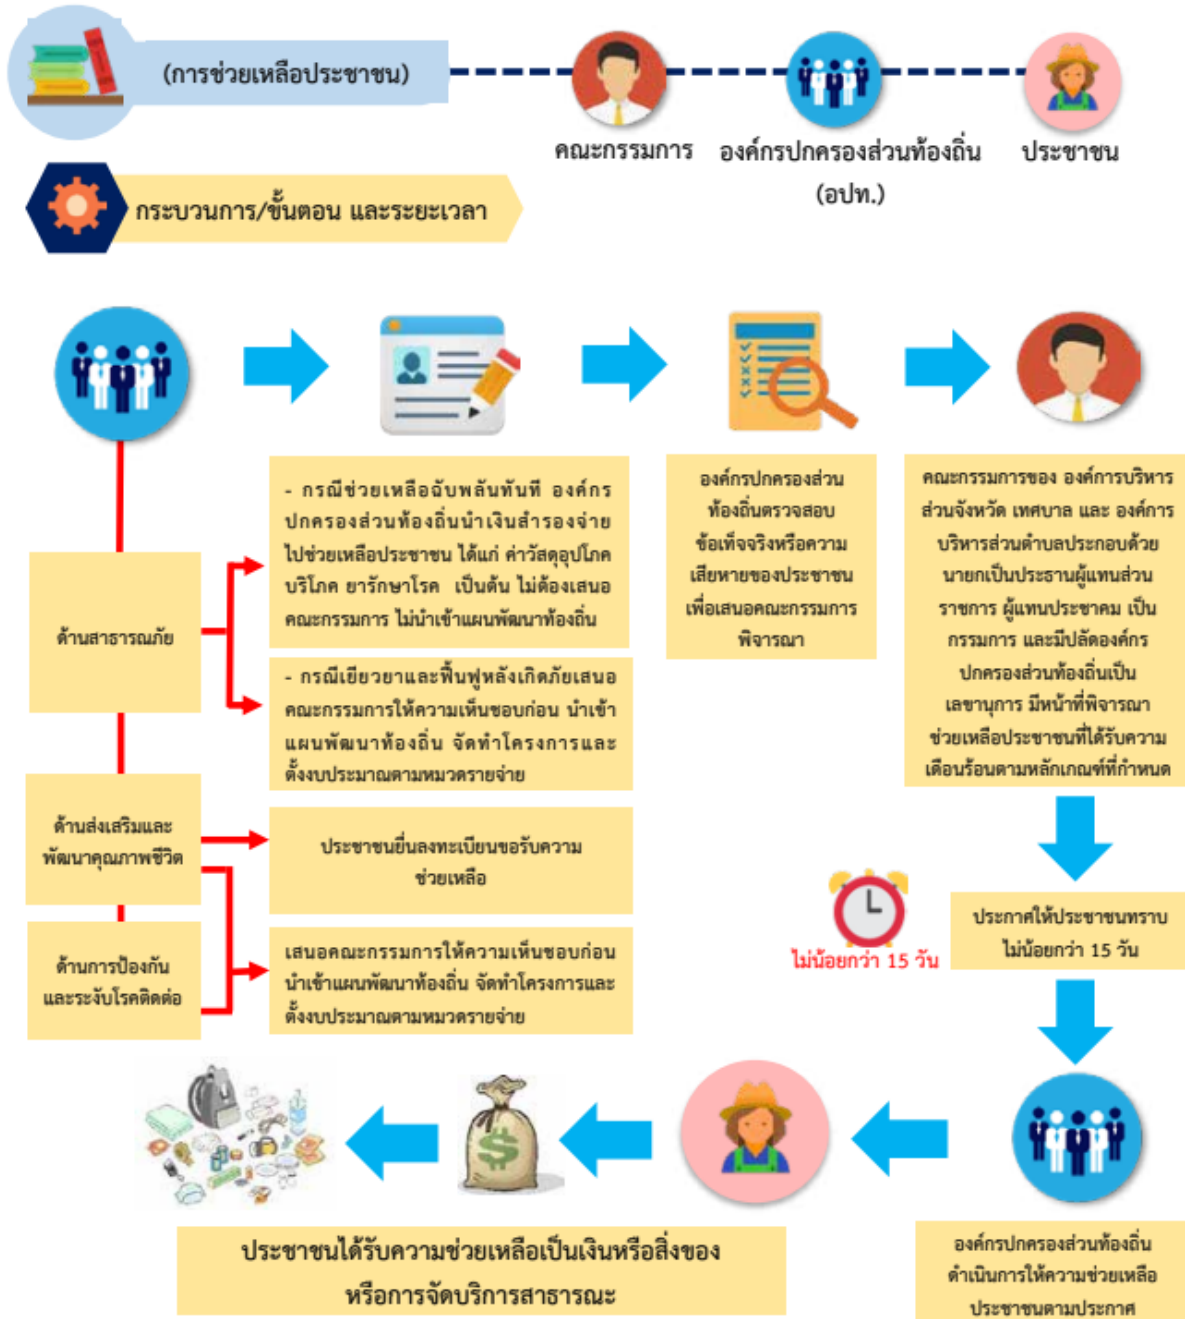 (การช่วยเหลือประชาชน)
คณะกรรมการ
องค์กรปกครองส่วนท้องถิ่น
(อปท.)
ประชาชน
กระบวนการ/ขั้นตอน และระยะเวลา
ด้านสาธารณภัย
- กรณีช่วยเหลือฉับพลันทันที องค์กร
ปกครองส่วนท้องถิ่นนำเงินสำรองจ่าย
ไปช่วยเหลือประชาชน ได้แก่ ค่าวัสดุอุปโภค
บริโภค ยารักษาโรค เป็นต้น ไม่ต้องเสนอ
คณะกรรมการ ไม่นำเข้าแผนพัฒนาท้องถิ่น
- กรณีเยียวยาและฟื้นฟูหลังเกิดภัยเสนอ
คณะกรรมการให้ความเห็นชอบก่อน นำเข้า
แผนพัฒนาท้องถิ่น จัดทำโครงการและ
ตั้งงบประมาณตามหมวดรายจ่าย
องค์กรปกครองส่วน
ท้องถิ่นตรวจสอบ
ข้อเท็จจริงหรือความ
เสียหายของประชาชน
เพื่อเสนอคณะกรรมการ
พิจารณา
คณะกรรมการของ องค์การบริหาร
ส่วนจังหวัด เทศบาล และ องค์การ
บริหารส่วนตำบลประกอบด้วย
นายกเป็นประธานผู้แทนส่วน
ราชการ ผู้แทนประชาคม เป็น
กรรมการ และมีปลัดองค์กร
ปกครองส่วนท้องถิ่นเป็น
เลขานุการ มีหน้าที่พิจารณา
ช่วยเหลือประชาชนที่ได้รับความ
เดือนร้อนตามหลักเกณฑ์ที่กำหนด
ด้านส่งเสริมและ
พัฒนาคุณภาพชีวิต
ประชาชนยื่นลงทะเบียนขอรับความ
ช่วยเหลือ
ด้านการป้องกัน
และระงับโรคติดต่อ
เสนอคณะกรรมการให้ความเห็นชอบก่อน
นำเข้าแผนพัฒนาท้องถิ่น จัดทำโครงการและ
ตั้งงบประมาณตามหมวดรายจ่าย
ไม่น้อยกว่า 15 วัน
ประกาศให้ประชาชนทราบ
ไม่น้อยกว่า 15 วัน
องค์กรปกครองส่วนท้องถิ่น
ดำเนินการให้ความช่วยเหลือ
ประชาชนตามประกาศ
ประชาชนได้รับความช่วยเหลือเป็นเงินหรือสิ่งของ
หรือการจัดบริการสาธารณะ